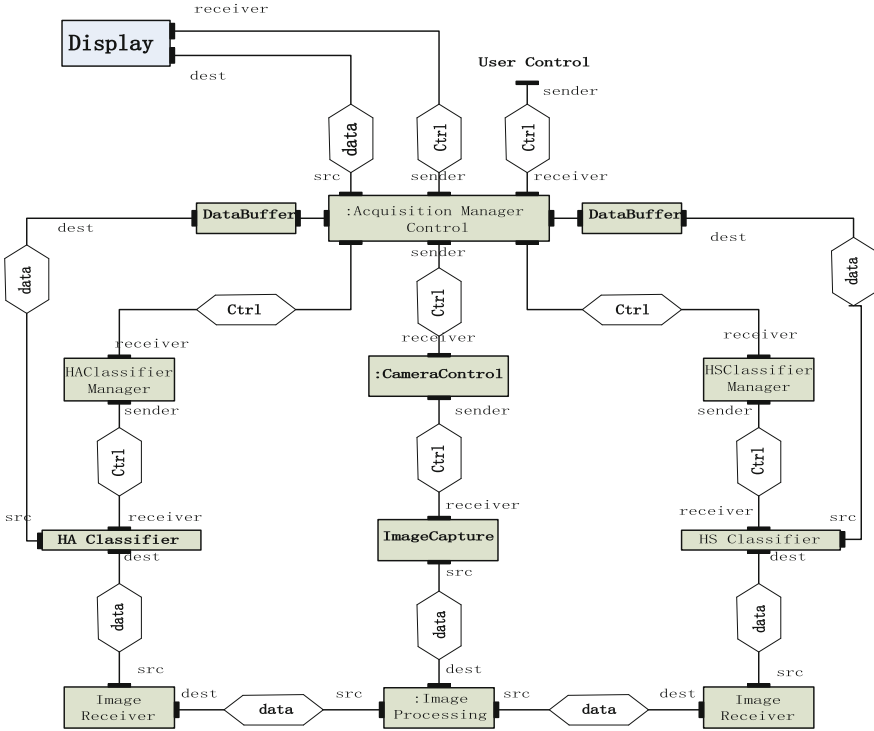 receiver
Display
dest
User Control
sender
data
Ctrl
Ctrl
src
sender
receiver
DataBuffer
:Acquisition Manager
Control
DataBuffer
dest
dest
sender
data
data
Ctrl
Ctrl
Ctrl
receiver
receiver
receiver
HAClassifier
Manager
:CameraControl
HSClassifier
Manager
sender
sender
sender
Ctrl
Ctrl
Ctrl
src
receiver
receiver
receiver
src
HA Classifier
ImageCapture
HS Classifier
dest
src
dest
data
data
data
src
dest
src
Image
Receiver
dest
data
src
:Image
Processing
src
data
dest
Image
Receiver